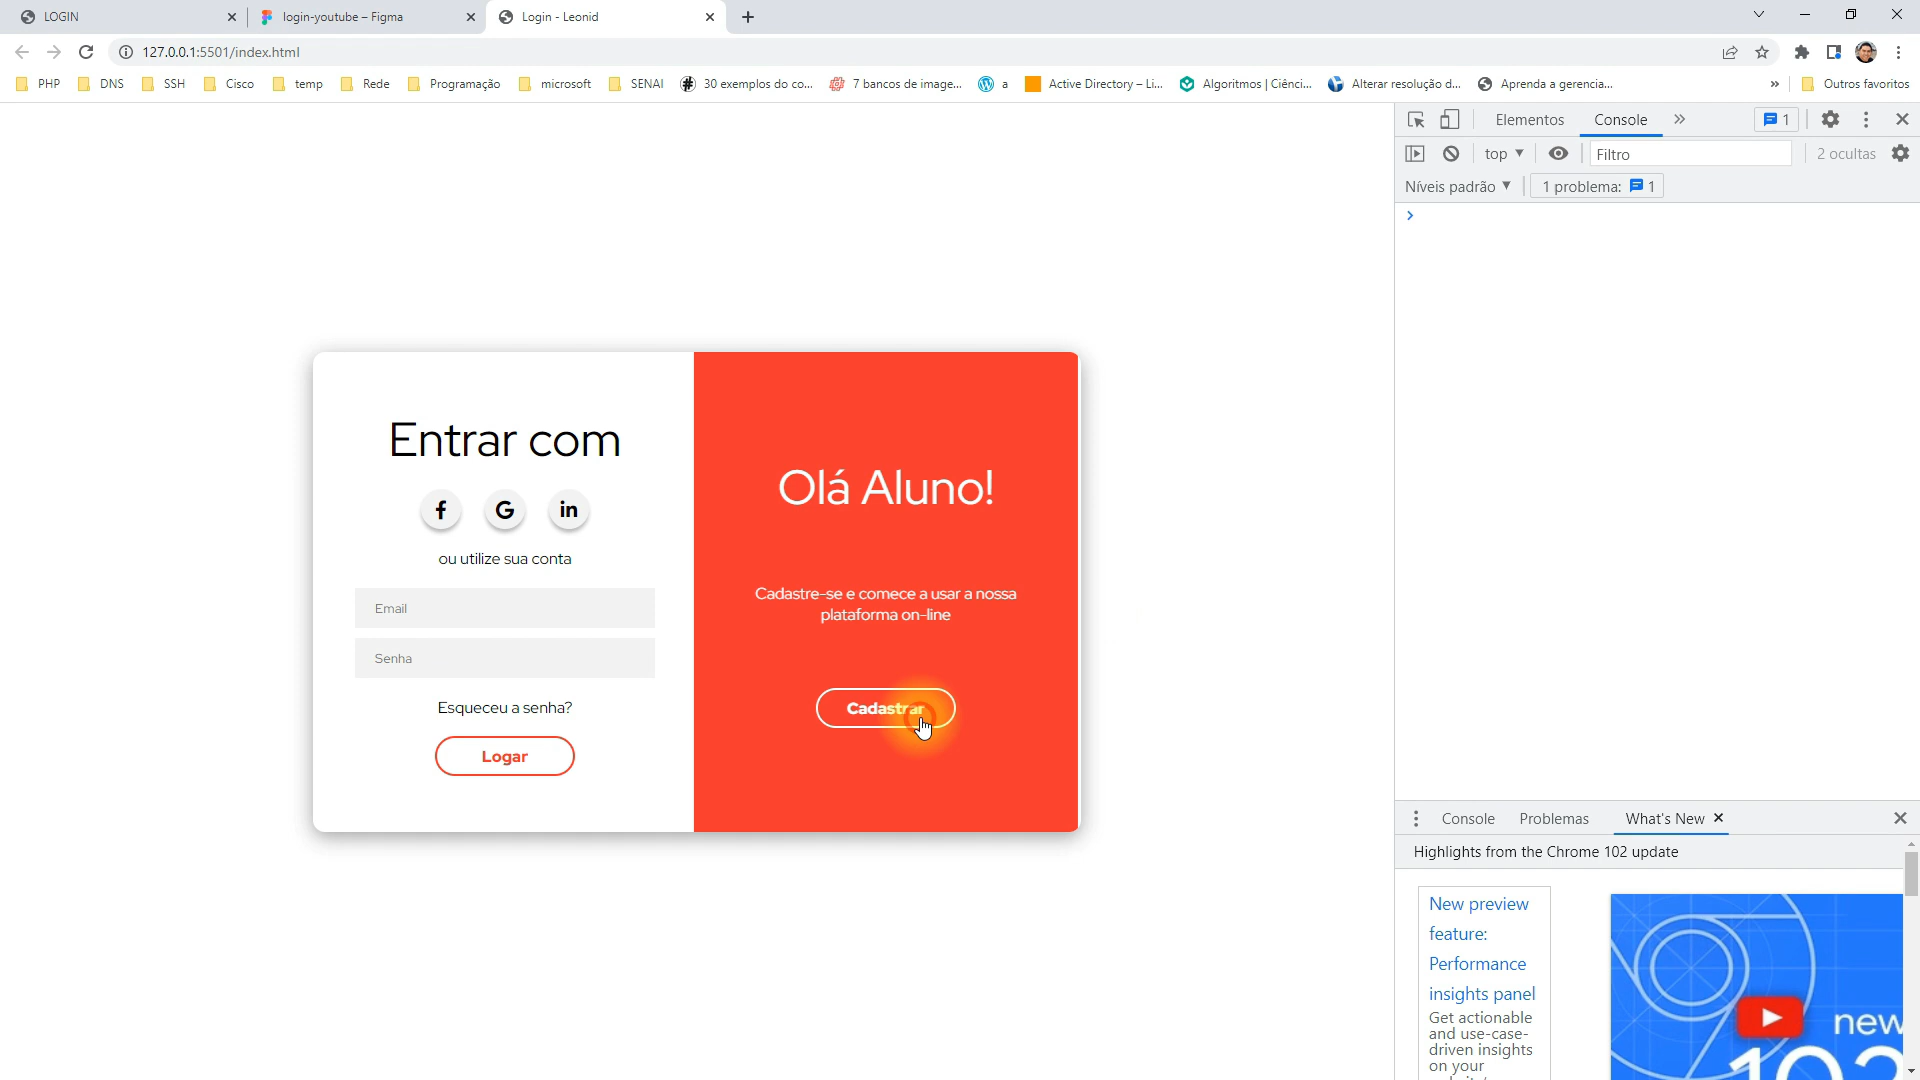 LOGIN
login-youtube – Figma
Login - Leonid
127.0.0.1:5501/index.html
PHP
DNS
SSH
Cisco
temp
Rede
Programação
microsoft
SENAI
30 exemplos do co...
7 bancos de image...
a
Active Directory – Li...
Algoritmos | Ciênci...
Alterar resolução d...
Aprenda a gerencia...
»
Outros favoritos
Elementos
Console
1
top
Filtro
2 ocultas
Níveis padrão
1 problema: 1
Entrar com
f G in
ou utilize sua conta
Email
Senha
Esqueceu a senha?
Logar
Olá Aluno!
Cadastre-se e comece a usar a nossa
plataforma on-line
Cadastrar
Console
Problemas
What's New
Highlights from the Chrome 102 update
New preview
feature:
Performance
insights panel
Get actionable
and use-case-
driven insights
on your
new
102